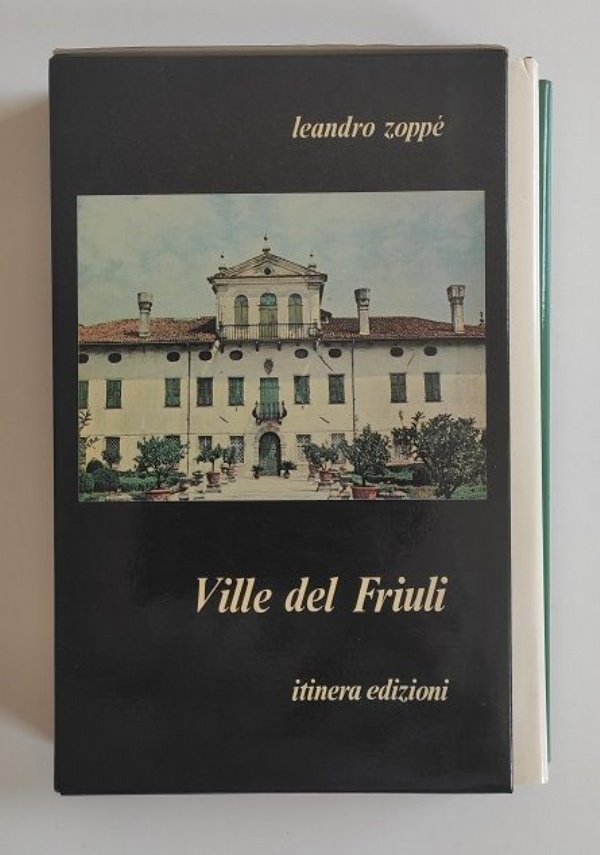 leandro zoppé
Ville del Friuli
itinera edizioni